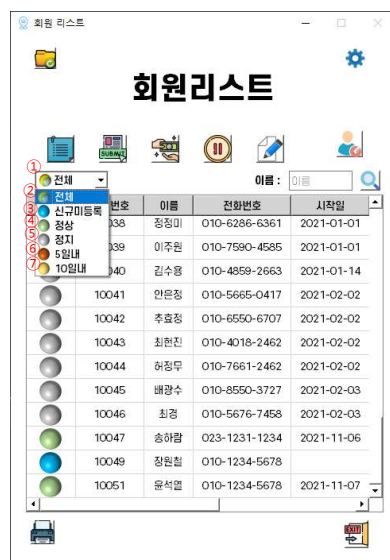 회원 리스트
회원리스트
SUBMIT
①
전체
이름 :
이름
② 전체
③ 신규미등록
④ 정상
⑤ 정지
⑥ 5일내
⑦ 10일내
번호 이름 전화번호 시작일
038 정정미 010-6286-6361 2021-01-01
039 이주원 010-7590-4585 2021-01-01
040 김수용 010-4859-2663 2021-01-14
10041 안은정 010-5665-0417 2021-02-02
10042 추효정 010-6550-6707 2021-02-02
10043 최현진 010-4018-2462 2021-02-02
10044 허정무 010-7661-2462 2021-02-02
10045 배광수 010-8550-3727 2021-02-03
10046 최경 010-5676-7458 2021-02-03
10047 송하람 023-1231-1234 2021-11-06
10049 장원철 010-1234-5678
10051 윤석열 010-1234-5678 2021-11-07
EXIT